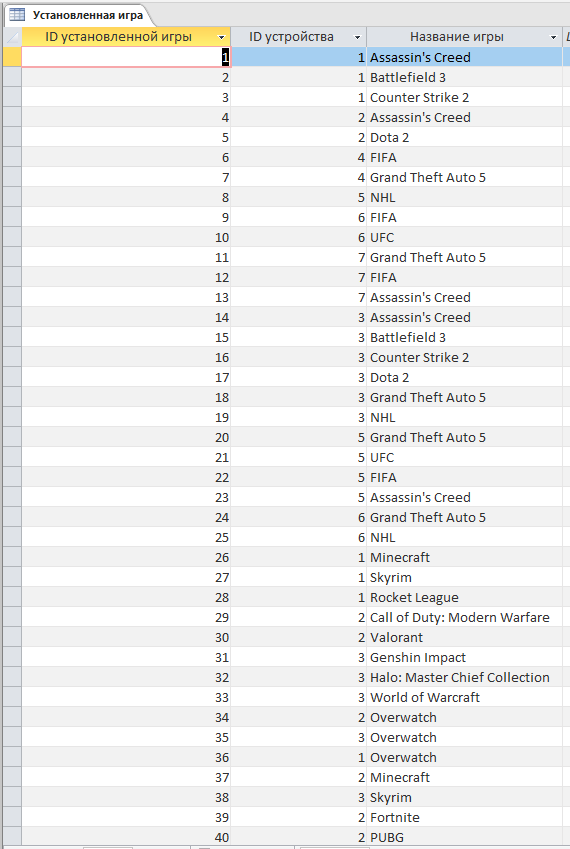 Установленная игра
ID установленной игры ID устройства Название игры
1 1 Assassin's Creed
2 1 Battlefield 3
3 1 Counter Strike 2
4 2 Assassin's Creed
5 2 Dota 2
6 4 FIFA
7 4 Grand Theft Auto 5
8 5 NHL
9 6 FIFA
10 6 UFC
11 7 Grand Theft Auto 5
12 7 FIFA
13 7 Assassin's Creed
14 3 Assassin's Creed
15 3 Battlefield 3
16 3 Counter Strike 2
17 3 Dota 2
18 3 Grand Theft Auto 5
19 3 NHL
20 5 Grand Theft Auto 5
21 5 UFC
22 5 FIFA
23 5 Assassin's Creed
24 6 Grand Theft Auto 5
25 6 NHL
26 1 Minecraft
27 1 Skyrim
28 1 Rocket League
29 2 Call of Duty: Modern Warfare
30 2 Valorant
31 3 Genshin Impact
32 3 Halo: Master Chief Collection
33 3 World of Warcraft
34 2 Overwatch
35 3 Overwatch
36 1 Overwatch
37 2 Minecraft
38 3 Skyrim
39 2 Fortnite
40 2 PUBG